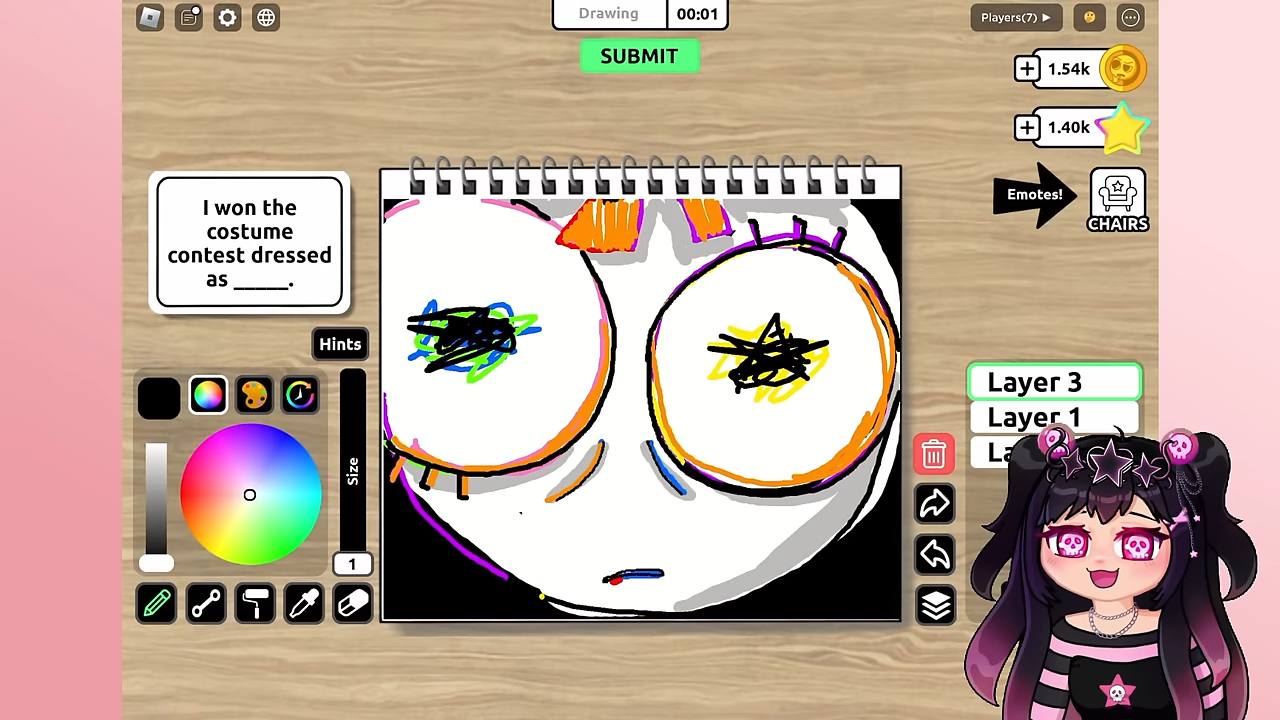 Drawing 00:01
Players(7)
SUBMIT
1.54k
1.40k
Emotes!
CHAIRS
I won the
costume
contest dressed
as _____.
Hints
Size
1
Layer 3
Layer 1
La